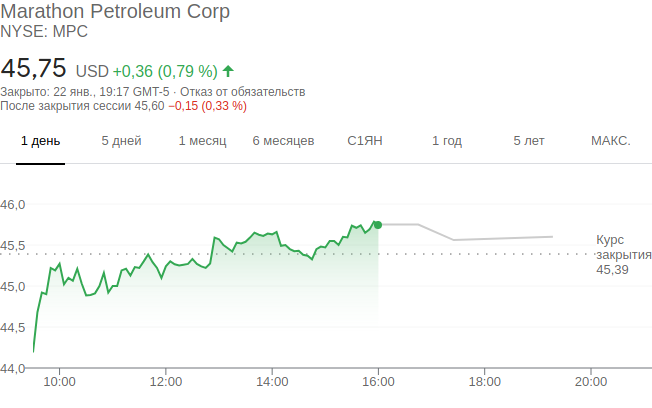 Marathon Petroleum Corp
NYSE: MPC
45,75 USD +0,36 (0,79 %)
Закрыто: 22 янв., 19:17 GMT-5 · Отказ от обязательств
После закрытия сессии 45,60 −0,15 (0,33 %)
1 день 5 дней 1 месяц 6 месяцев С1ЯН 1 год 5 лет МАКС.
46,0
45,5
45,0
44,5
44,0
Курс
закрытия
45,39
10:00 12:00 14:00 16:00 18:00 20:00